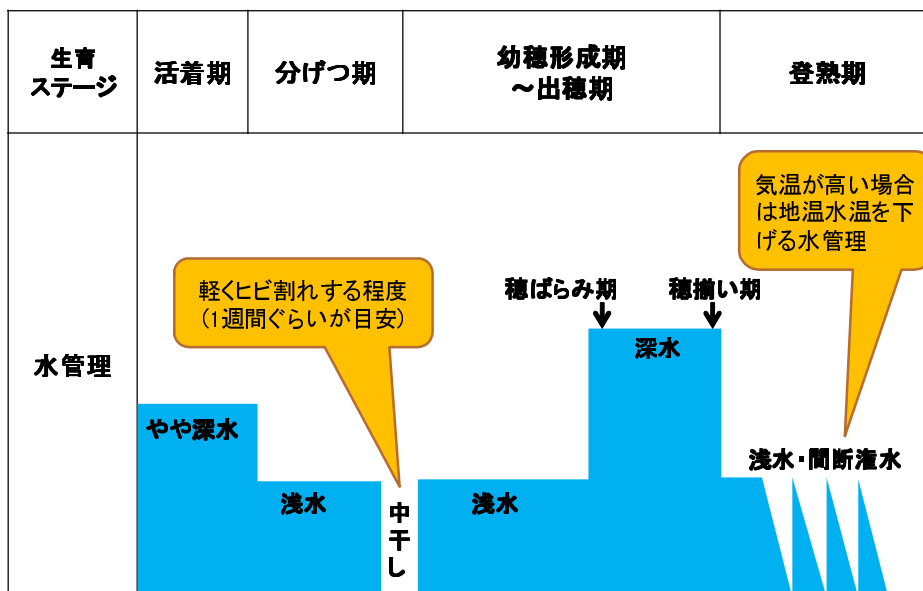 生育
ステージ
活着期
分げつ期
幼穂形成期
～出穂期
登熟期
気温が高い場合
は地温水温を下
げる水管理
軽くヒビ割れする程度
(1週間ぐらいが目安)
穂ばらみ期
穂揃い期
水管理
深水
やや深水
浅水・間断潅水
浅水
中干し
浅水